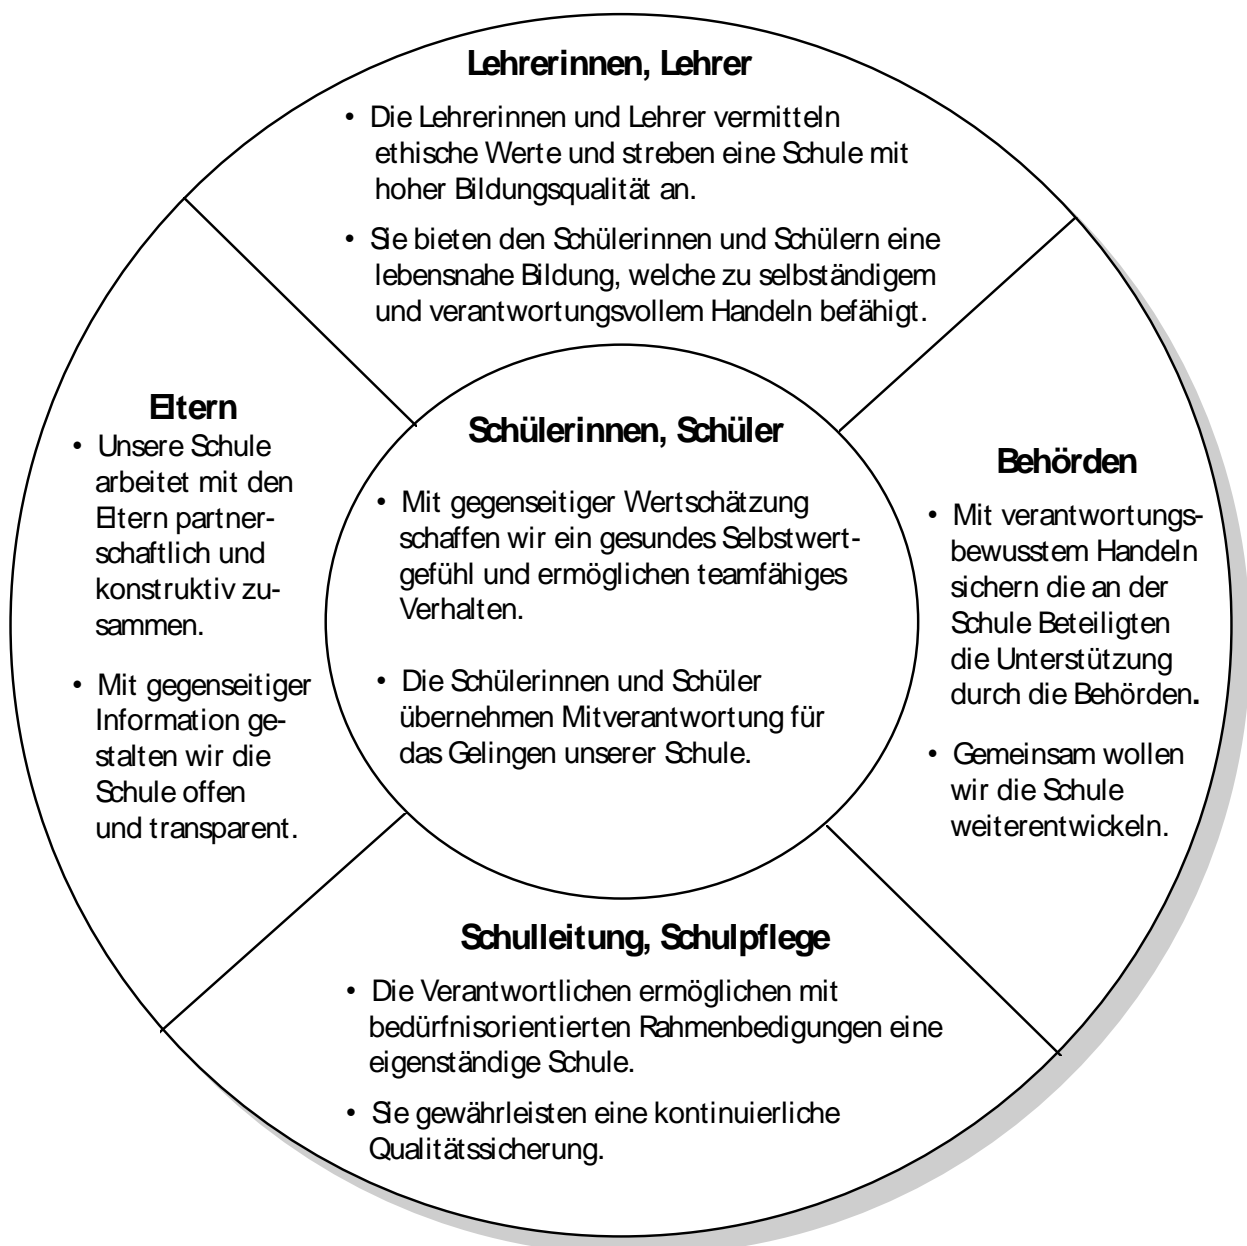 Lehrerinnen, Lehrer
• Die Lehrerinnen und Lehrer vermitteln
ethische Werte und streben eine Schule mit
hoher Bildungsqualität an.
• Sie bieten den Schülerinnen und Schülern eine
lebensnahe Bildung, welche zu selbständigem
und verantwortungsvollem Handeln befähigt.
Eltern
• Unsere Schule
arbeitet mit den
Eltern partner-
schaftlich und
konstruktiv zu-
sammen.
• Mit gegenseitiger
Information ge-
stalten wir die
Schule offen
und transparent.
Schülerinnen, Schüler
• Mit gegenseitiger Wertschätzung
schaffen wir ein gesundes Selbstwert-
gefühl und ermöglichen teamfähiges
Verhalten.
• Die Schülerinnen und Schüler
übernehmen Mitverantwortung für
das Gelingen unserer Schule.
Behörden
• Mit verantwortungs-
bewusstem Handeln
sichern die an der
Schule Beteiligten
die Unterstützung
durch die Behörden.
• Gemeinsam wollen
wir die Schule
weiterentwickeln.
Schulleitung, Schulpflege
• Die Verantwortlichen ermöglichen mit
bedürfnisorientierten Rahmenbedigungen eine
eigenständige Schule.
• Sie gewährleisten eine kontinuierliche
Qualitätssicherung.